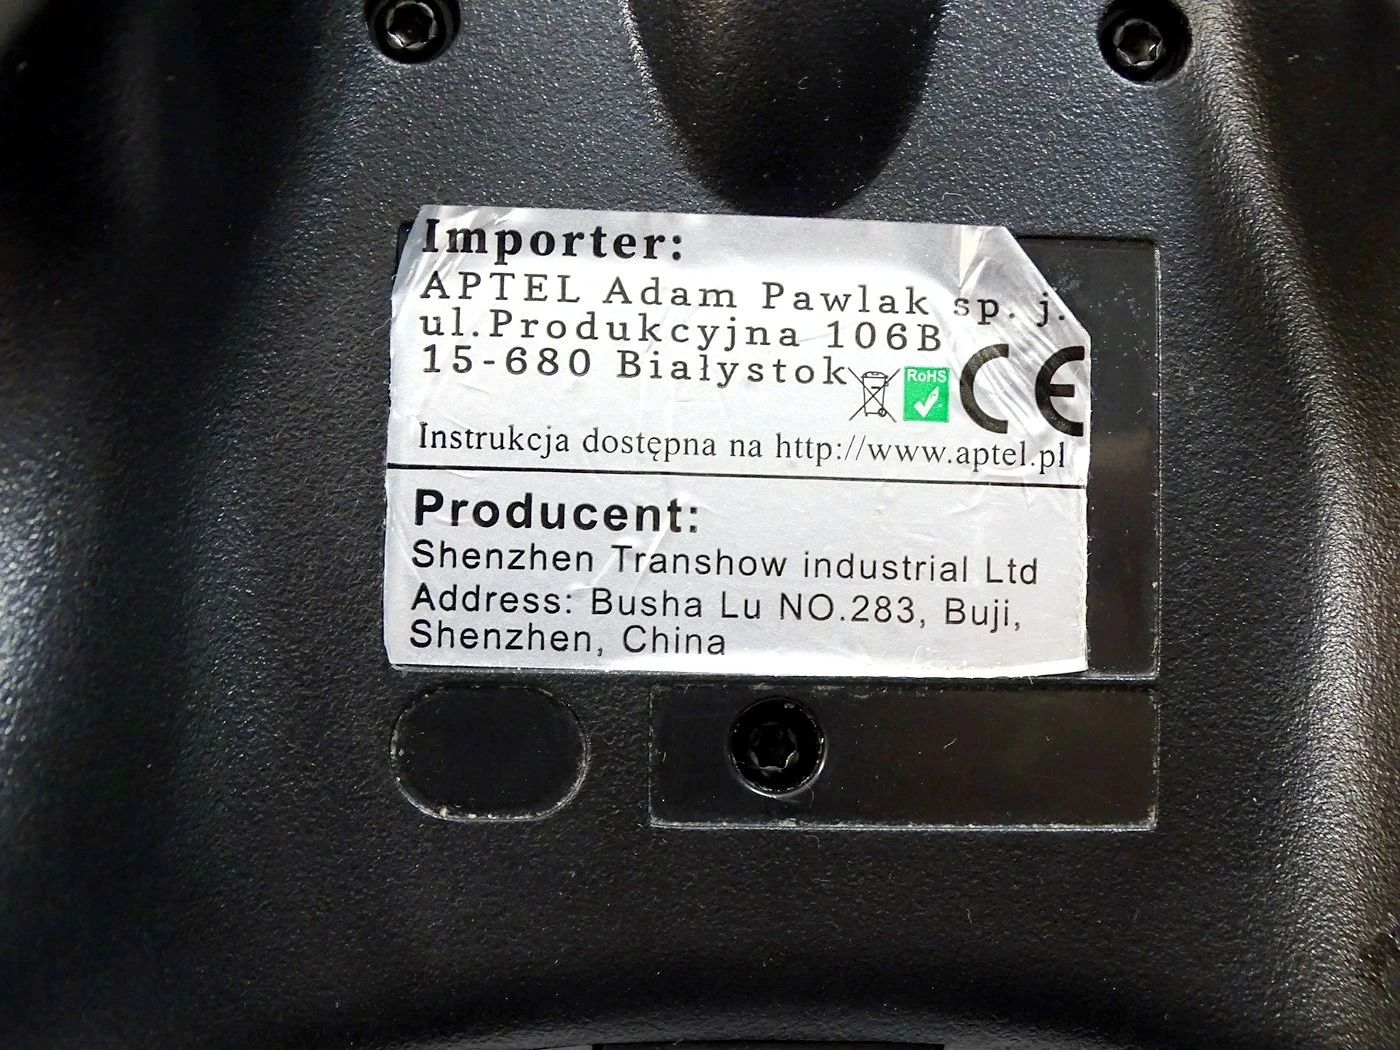 Importer:
APTEL Adam Pawlak sp. j.
ul.Produkcyjna 106B
15-680 Białystok
RoHS
CE
Instrukcja dostępna na http://www.aptel.pl
Producent:
Shenzhen Transhow industrial Ltd
Address: Busha Lu NO.283, Buji,
Shenzhen, China